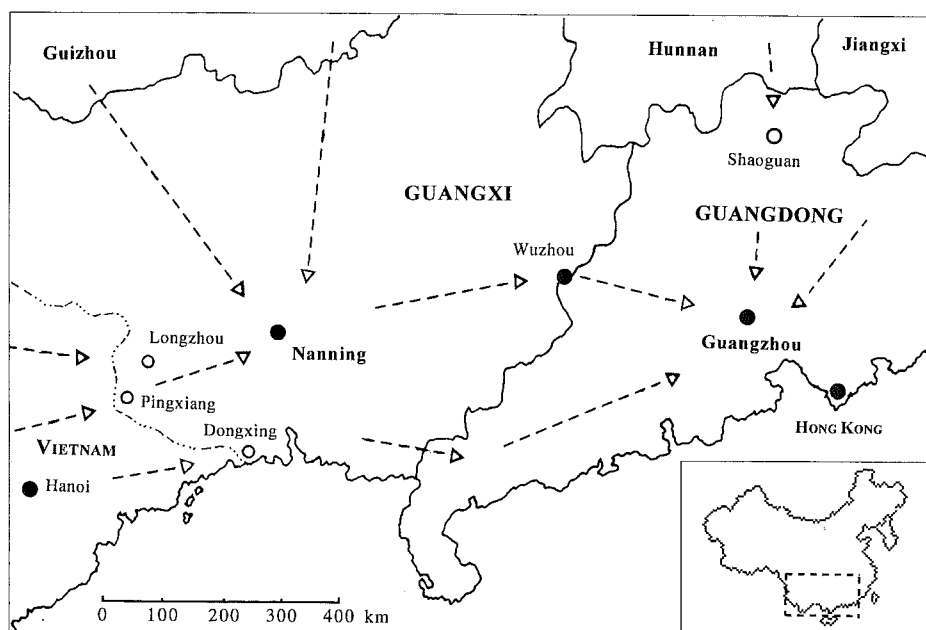 Guizhou
Hunnan
Jiangxi
Shaoguan
GUANGXI
GUANGDONG
Wuzhou
Longzhou
Nanning
Guangzhou
Pingxiang
Dongxing
VIETNAM
HONG KONG
Hanoi
0 100 200 300 400 km